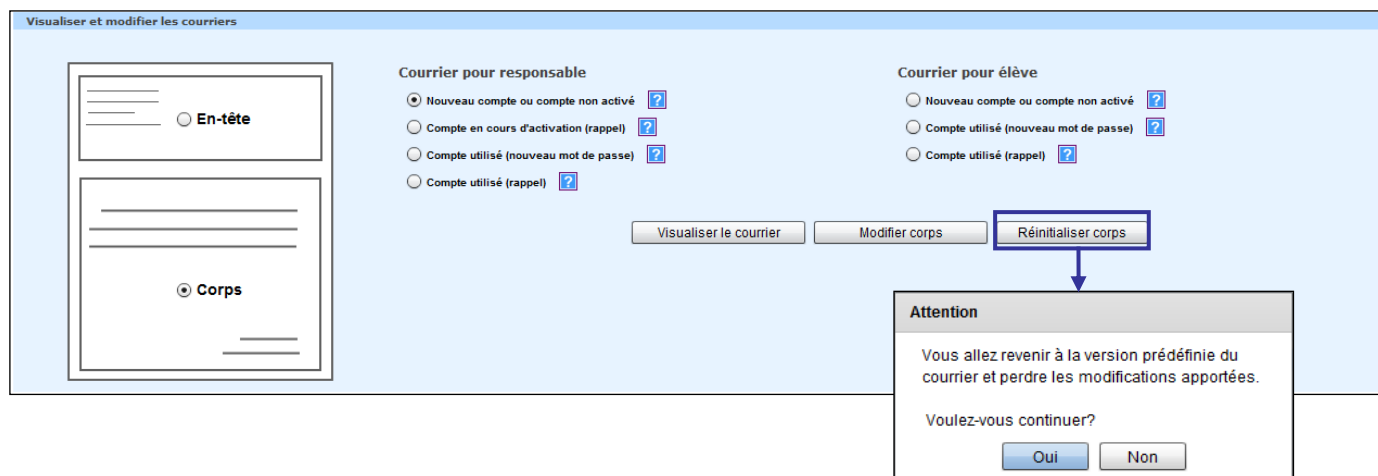 Visualiser et modifier les courriers
En-tête
Corps
Courrier pour responsable
Nouveau compte ou compte non activé ?
Compte en cours d'activation (rappel) ?
Compte utilisé (nouveau mot de passe) ?
Compte utilisé (rappel) ?
Courrier pour élève
Nouveau compte ou compte non activé ?
Compte utilisé (nouveau mot de passe) ?
Compte utilisé (rappel) ?
Visualiser le courrier Modifier corps Réinitialiser corps
Attention
Vous allez revenir à la version prédéfinie du
courrier et perdre les modifications apportées.
Voulez-vous continuer?
Oui Non